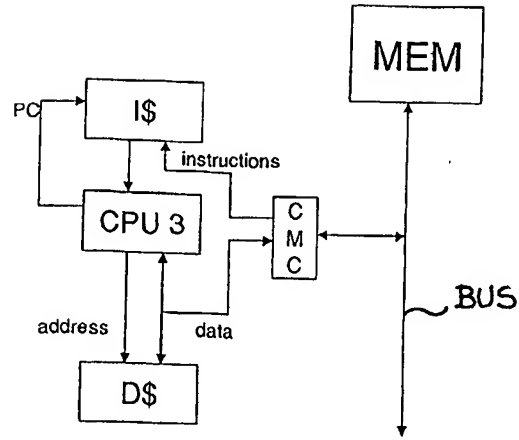 MEM
PC
I$
instructions
CPU 3
C
M
C
BUS
address
data
D$